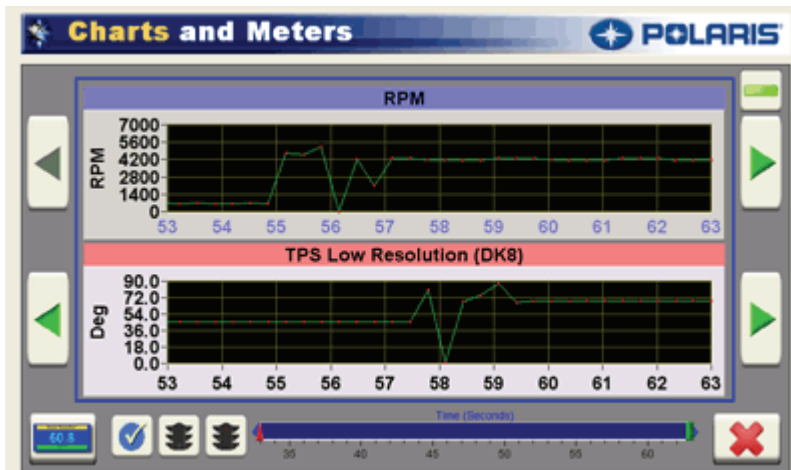 Charts and Meters
POLARIS
RPM
RPM
7000
5600
4200
2800
1400
0
53 54 55 56 57 58 59 60 61 62 63
TPS Low Resolution (DK8)
Deg
90.0
72.0
54.0
36.0
18.0
0.0
53 54 55 56 57 58 59 60 61 62 63
60.8
Time (Seconds)
35 40 45 50 55 60